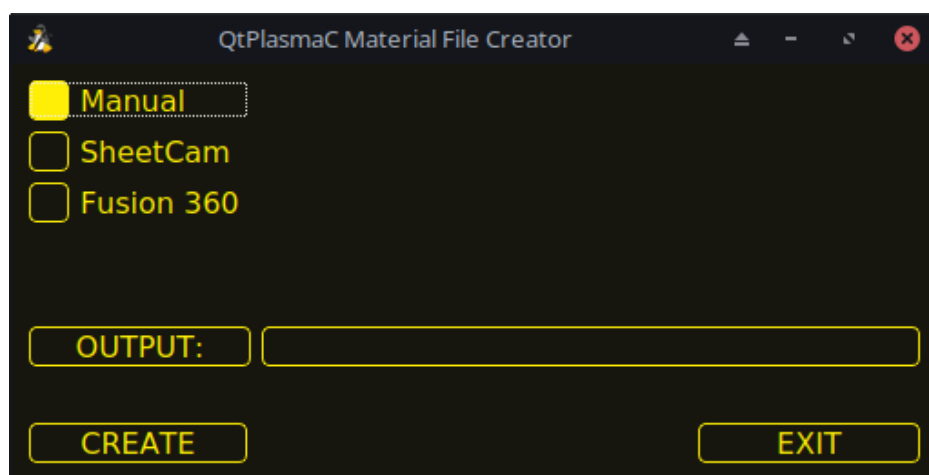 QtPlasmaC Material File Creator
Manual
SheetCam
Fusion 360
OUTPUT:
CREATE EXIT